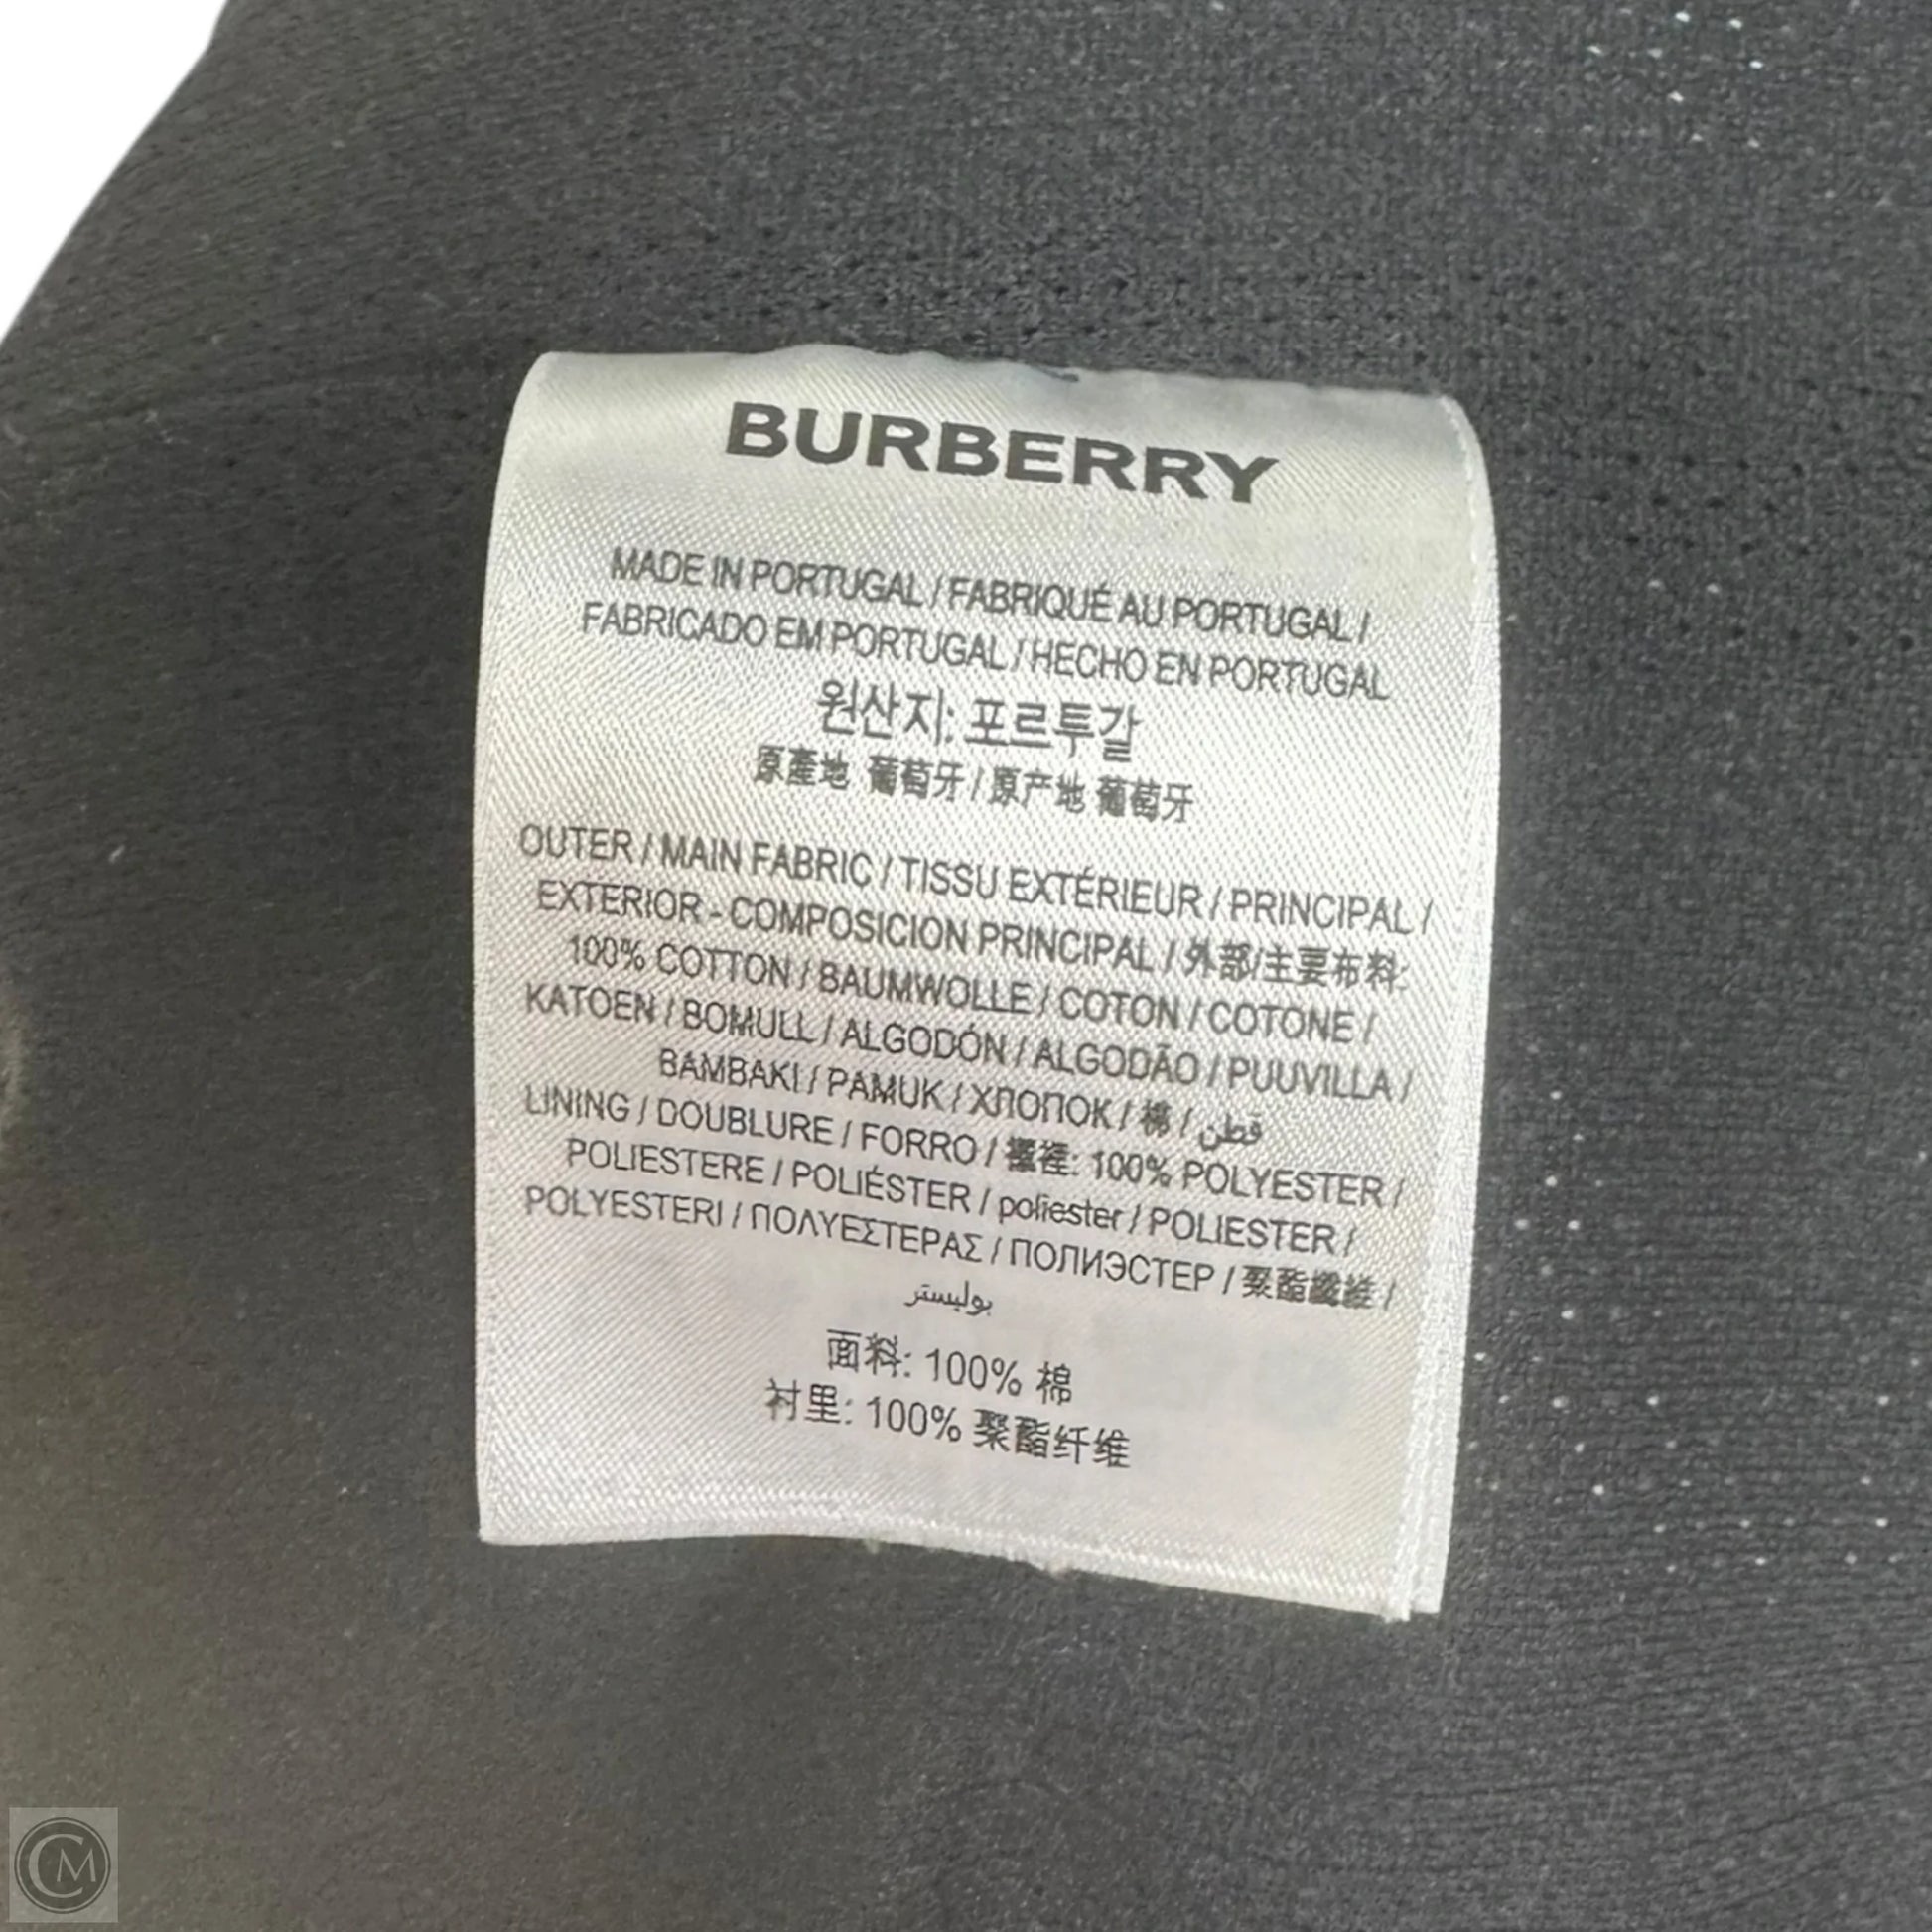 BURBERRY
MADE IN PORTUGAL / FABRIQUÉ AU PORTUGAL /
FABRICADO EM PORTUGAL / HECHO EN PORTUGAL
원산지: 포르투갈
原產地 葡萄牙 / 原产地 葡萄牙
OUTER / MAIN FABRIC / TISSU EXTÉRIEUR / PRINCIPAL /
EXTERIOR - COMPOSICION PRINCIPAL / 外部/主要布料:
100% COTTON / BAUMWOLLE / COTON / COTONE /
KATOEN / BOMULL / ALGODÓN / ALGODÃO / PUUVILLA /
BAMBAKI / PAMUK / ХЛОПОК / 棉 / قطن
LINING / DOUBLURE / FORRO / 襯裡: 100% POLYESTER /
POLIESTERE / POLIÉSTER / poliester / POLIESTER /
POLYESTERI / ΠΟΛΥΕΣΤΕΡΑΣ / ПОЛИЭСТЕР / 聚酯纖維 /
بوليستر
面料: 100% 棉
衬里: 100% 聚酯纤维
CM